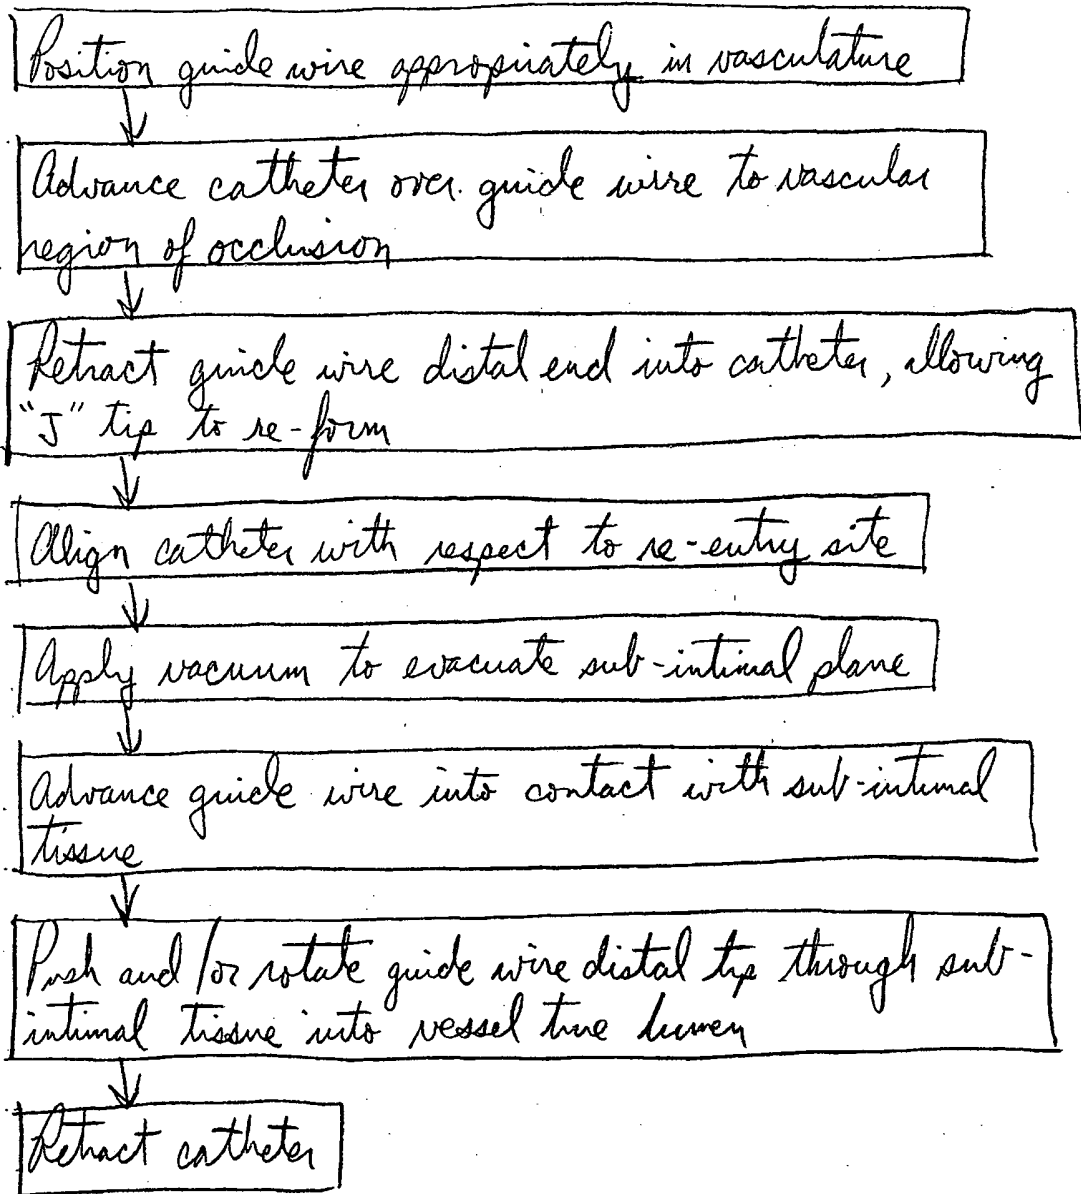 Position guide wire appropriately in vasculature
Advance catheter over guide wire to vascular
region of occlusion
Retract guide wire distal end into catheter, allowing
"J" tip to re-form
Align catheter with respect to re-entry site
Apply vacuum to evacuate sub-intimal plane
Advance guide wire into contact with sub-intimal
tissue
Push and/or rotate guide wire distal tip through sub-
intimal tissue into vessel true lumen
Retract catheter